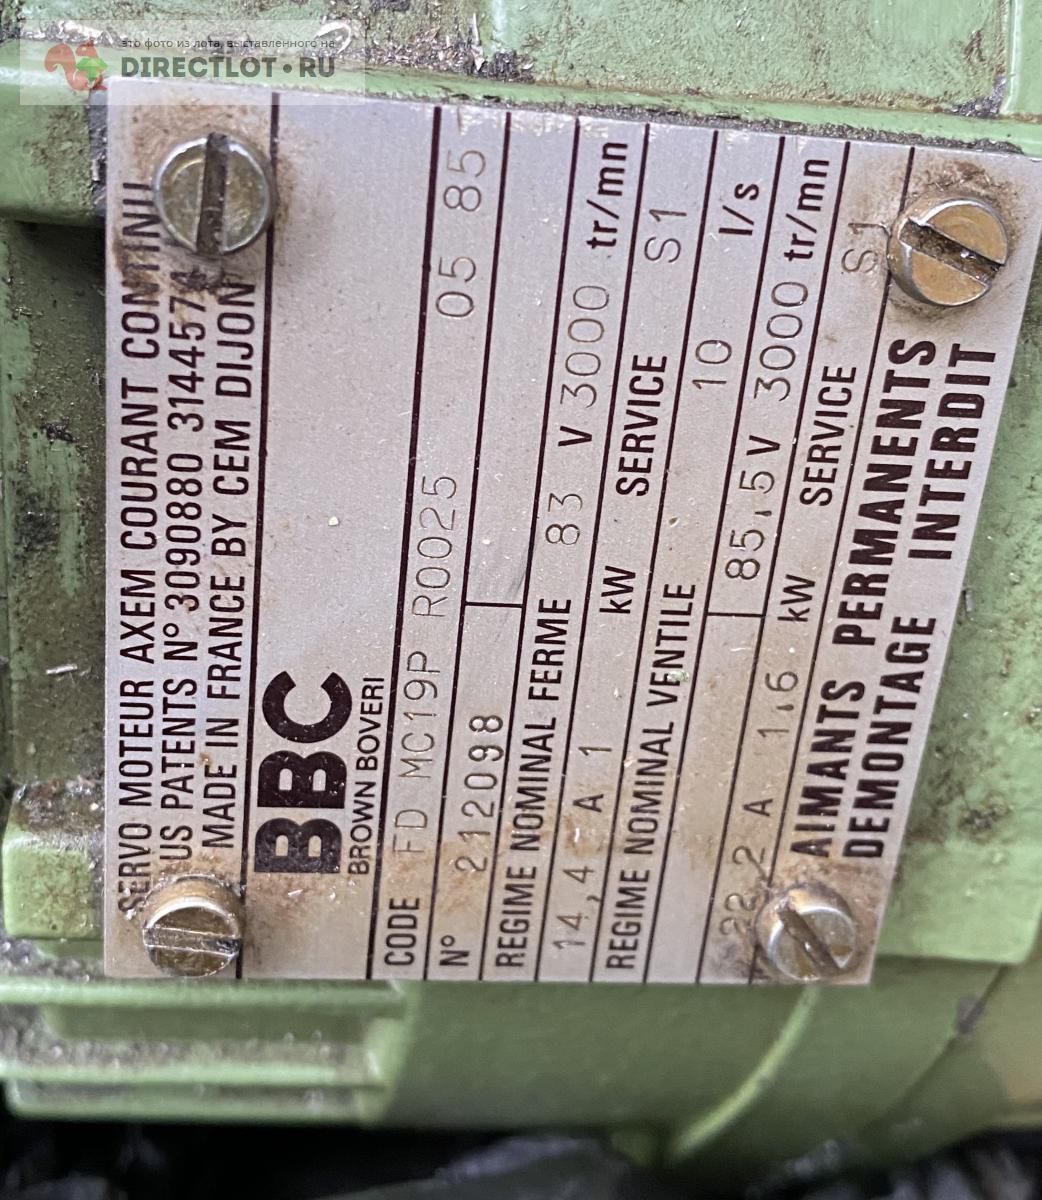 это фото из лота, выставленного на
DIRECTLOT•RU
SERVO MOTEUR AXEM COURANT CONTINU
US PATENTS N° 3090880 3144574
MADE IN FRANCE BY CEM DIJON
BBC
BROWN BOVERI
CODE FD MC19P R0025 05 85
N° 212098
REGIME NOMINAL FERME 83 V 3000 tr/mn
14,4 A 1 kW SERVICE S1
REGIME NOMINAL VENTILE 10 l/s
22,2 A 85,5 V 3000 tr/mn
1,6 kW SERVICE S1
AIMANTS PERMANENTS
DEMONTAGE INTERDIT